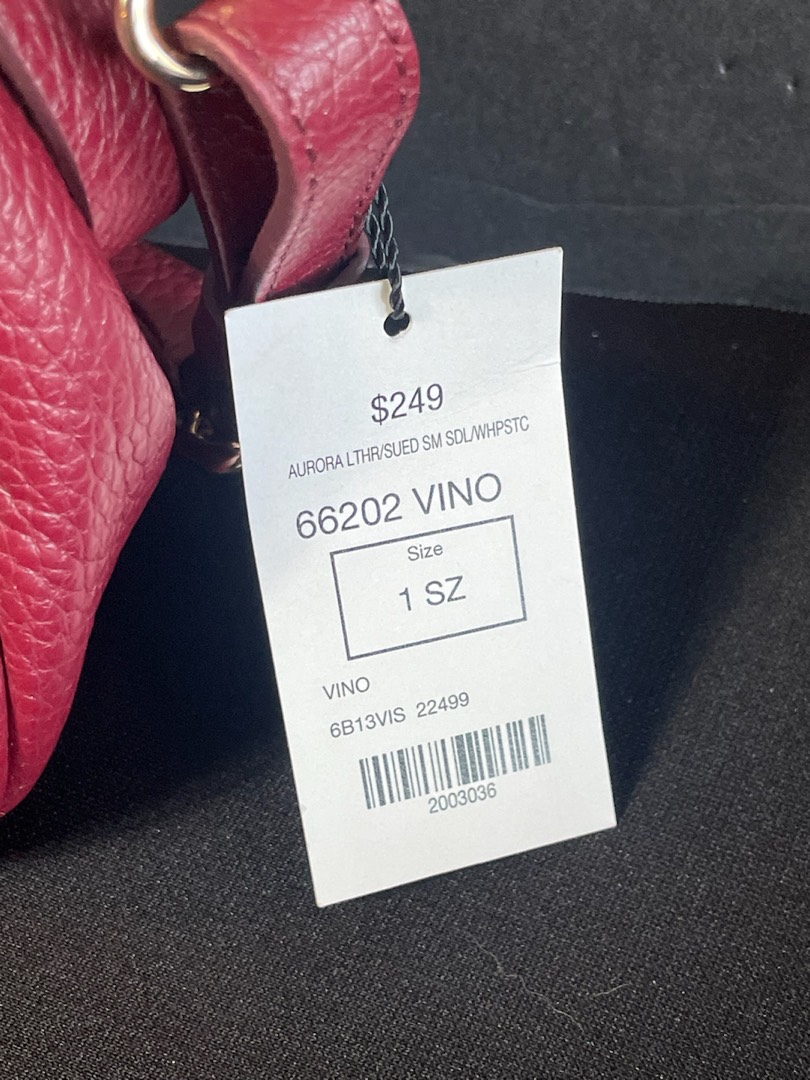 $249
AURORA LTHR/SUED SM SDL/WHPSTC
66202 VINO
Size
1 SZ
VINO
6B13VIS 22499
2003036